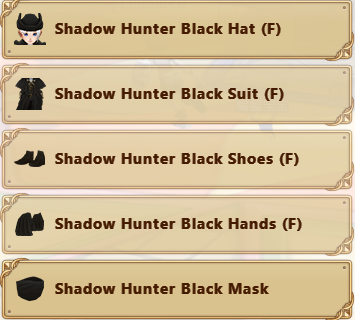 Shadow Hunter Black Hat (F)
Shadow Hunter Black Suit (F)
Shadow Hunter Black Shoes (F)
Shadow Hunter Black Hands (F)
Shadow Hunter Black Mask